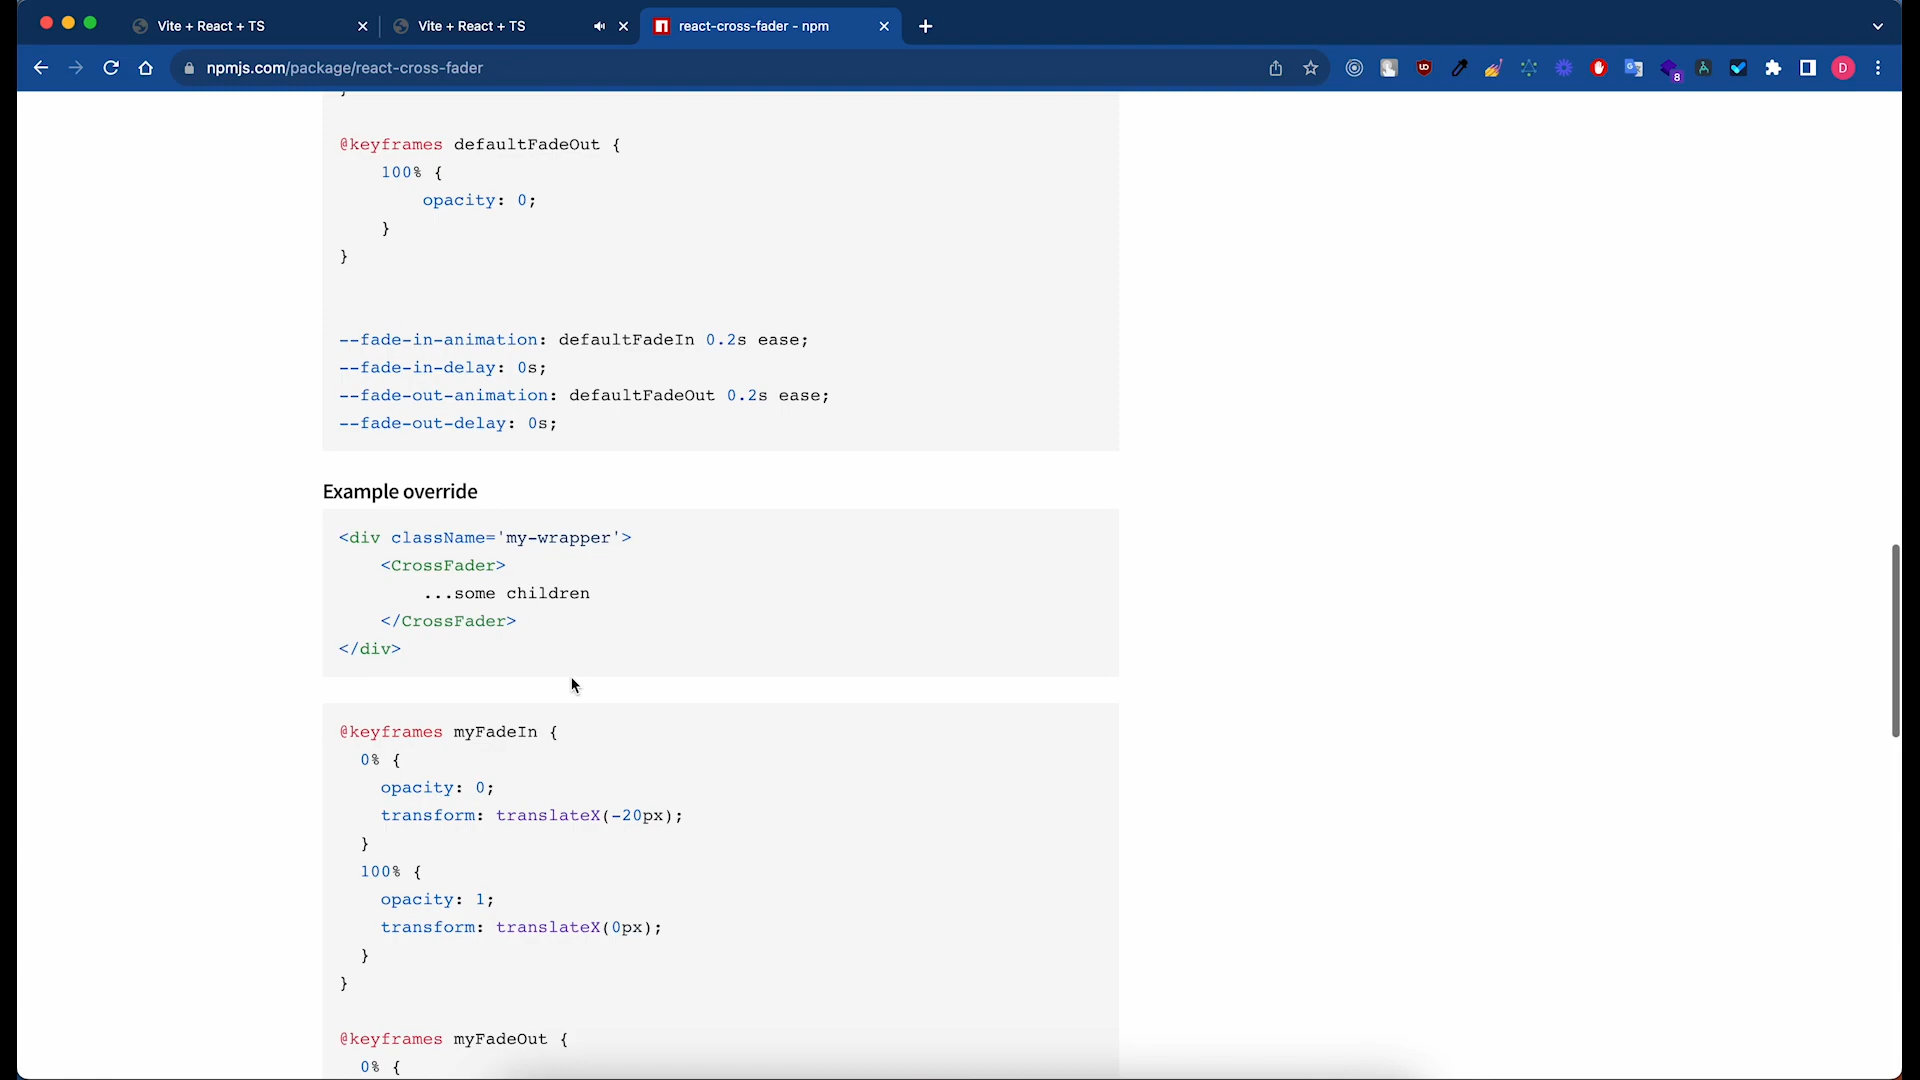 Vite + React + TS
Vite + React + TS
react-cross-fader - npm
npmjs.com/package/react-cross-fader
8
D
}
@keyframes defaultFadeOut {
100% {
opacity: 0;
}
}
--fade-in-animation: defaultFadeIn 0.2s ease;
--fade-in-delay: 0s;
--fade-out-animation: defaultFadeOut 0.2s ease;
--fade-out-delay: 0s;
Example override
<div className='my-wrapper'>
<CrossFader>
...some children
</CrossFader>
</div>
@keyframes myFadeIn {
0% {
opacity: 0;
transform: translateX(-20px);
}
100% {
opacity: 1;
transform: translateX(0px);
}
}
@keyframes myFadeOut {
0% {